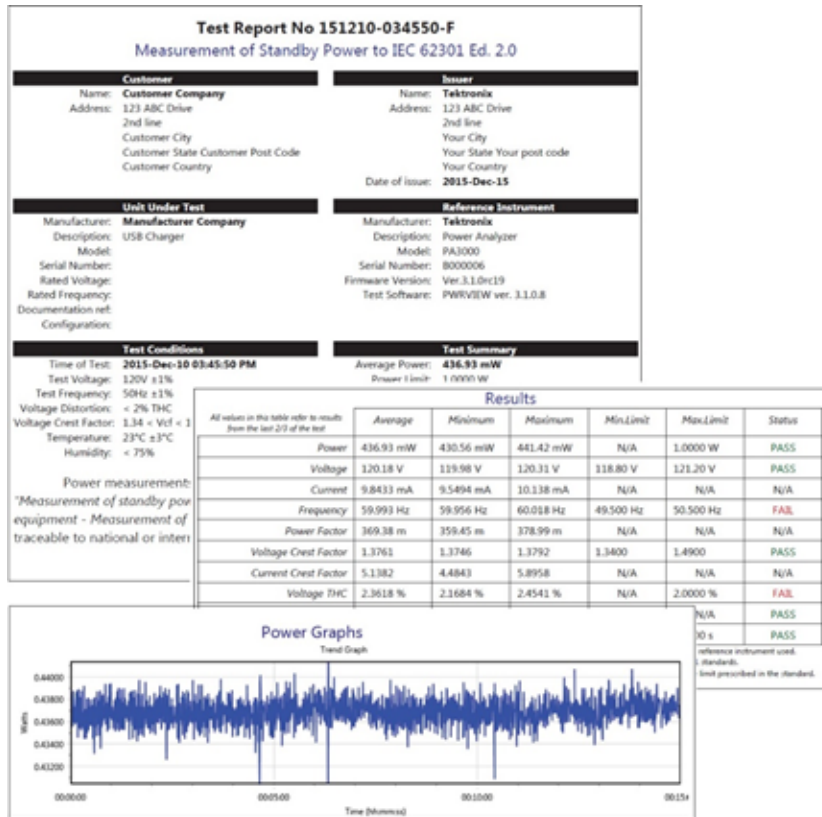 Test Report No 151210-034550-F
Measurement of Standby Power to IEC 62301 Ed. 2.0
Customer
Name: Customer Company
Address: 123 ABC Drive
2nd line
Customer City
Customer State Customer Post Code
Customer Country
Issuer
Name: Tektronix
Address: 123 ABC Drive
2nd line
Your City
Your State Your post code
Your Country
Date of issue: 2015-Dec-15
Unit Under Test
Manufacturer: Manufacturer Company
Description: USB Charger
Model:
Serial Number:
Rated Voltage:
Rated Frequency:
Documentation ref:
Configuration:
Reference Instrument
Manufacturer: Tektronix
Description: Power Analyzer
Model: PA3000
Serial Number: B000006
Firmware Version: Ver.3.1.0rc19
Test Software: PWRVIEW ver. 3.1.0.8
Test Conditions
Time of Test: 2015-Dec-10 03:45:50 PM
Test Voltage: 120V ±1%
Test Frequency: 50Hz ±1%
Voltage Distortion: < 2% THC
Voltage Crest Factor: 1.34 < Vcf < 1
Temperature: 23°C ±3°C
Humidity: < 75%
Test Summary
Average Power: 436.93 mW
Power Limit: 1.0000 W
Power measurement
"Measurement of standby pow
equipment - Measurement of
traceable to national or inter
Results
All values in this table refer to results from the last 2/3 of the test Average Minimum Maximum Min.Limit Max.Limit Status
Power 436.93 mW 430.56 mW 441.42 mW N/A 1.0000 W PASS
Voltage 120.18 V 119.98 V 120.31 V 118.80 V 121.20 V PASS
Current 9.8433 mA 9.5494 mA 10.138 mA N/A N/A N/A
Frequency 59.993 Hz 59.956 Hz 60.018 Hz 49.500 Hz 50.500 Hz FAIL
Power Factor 369.38 m 359.45 m 378.99 m N/A N/A N/A
Voltage Crest Factor 1.3761 1.3746 1.3792 1.3400 1.4900 PASS
Current Crest Factor 5.1382 4.4843 5.8958 N/A N/A N/A
Voltage THC 2.3618 % 2.1684 % 2.4541 % N/A 2.0000 % FAIL
N/A PASS
00 s PASS
reference instrument used.
standards.
limit prescribed in the standard.
Power Graphs
Trend Graph
Watts
0.44000
0.43800
0.43600
0.43400
0.43200
00:00:00 00:05:00 00:10:00 00:15:
Time (hh:mm:ss)